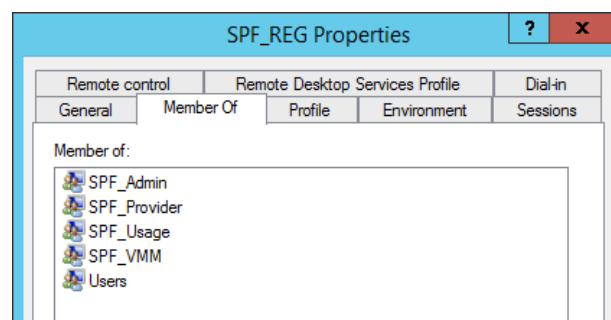 SPF_REG Properties ? x
Remote control Remote Desktop Services Profile Dial-in
General Member Of Profile Environment Sessions
Member of:
SPF_Admin
SPF_Provider
SPF_Usage
SPF_VMM
Users